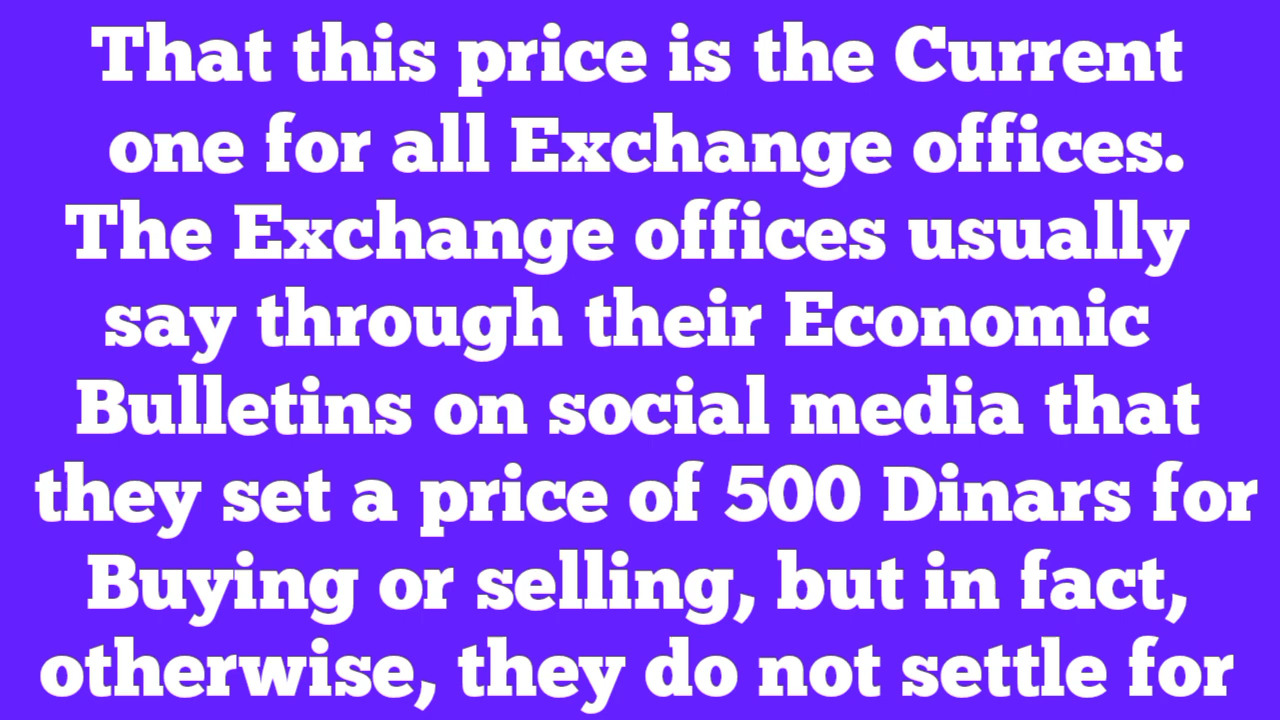 That this price is the Current
one for all Exchange offices.
The Exchange offices usually
say through their Economic
Bulletins on social media that
they set a price of 500 Dinars for
Buying or selling, but in fact,
otherwise, they do not settle for